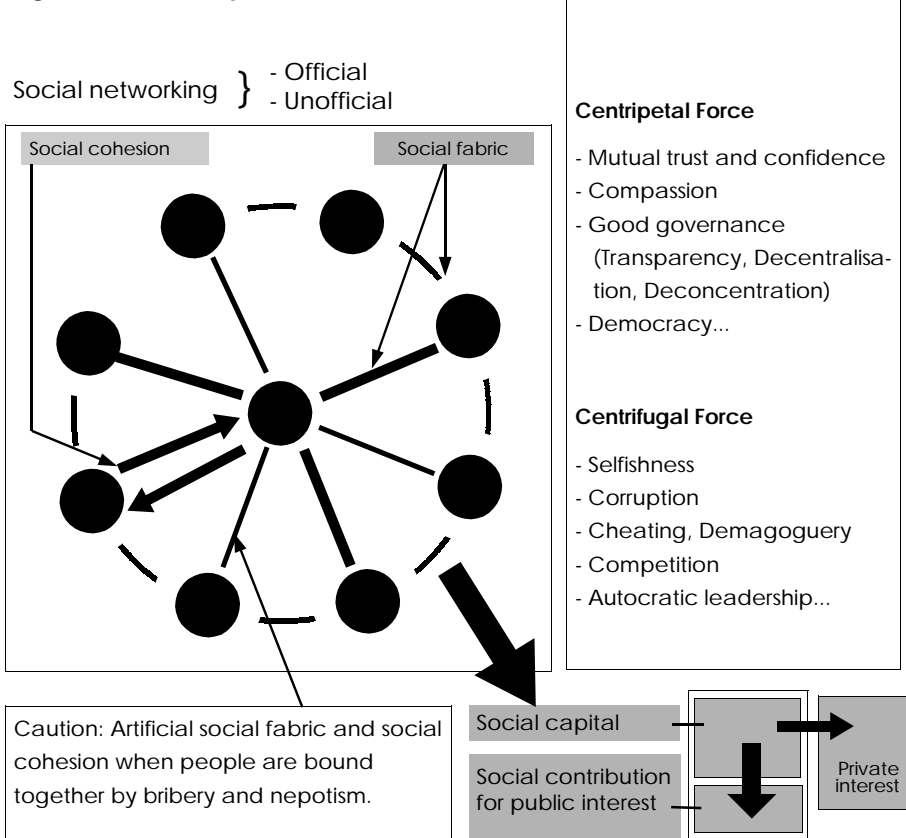 Social networking } - Official
- Unofficial
Social cohesion
Social fabric
Caution: Artificial social fabric and social
cohesion when people are bound
together by bribery and nepotism.
Centripetal Force
- Mutual trust and confidence
- Compassion
- Good governance
(Transparency, Decentralisa-
tion, Deconcentration)
- Democracy...
Centrifugal Force
- Selfishness
- Corruption
- Cheating, Demagoguery
- Competition
- Autocratic leadership...
Social capital
Social contribution
for public interest
Private
interest